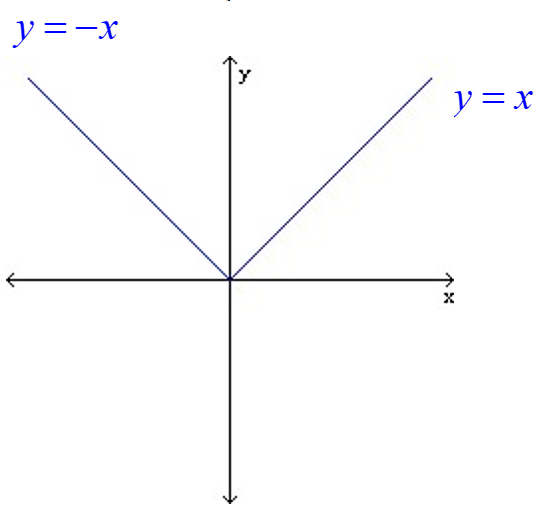 y = −x
y
y = x
x